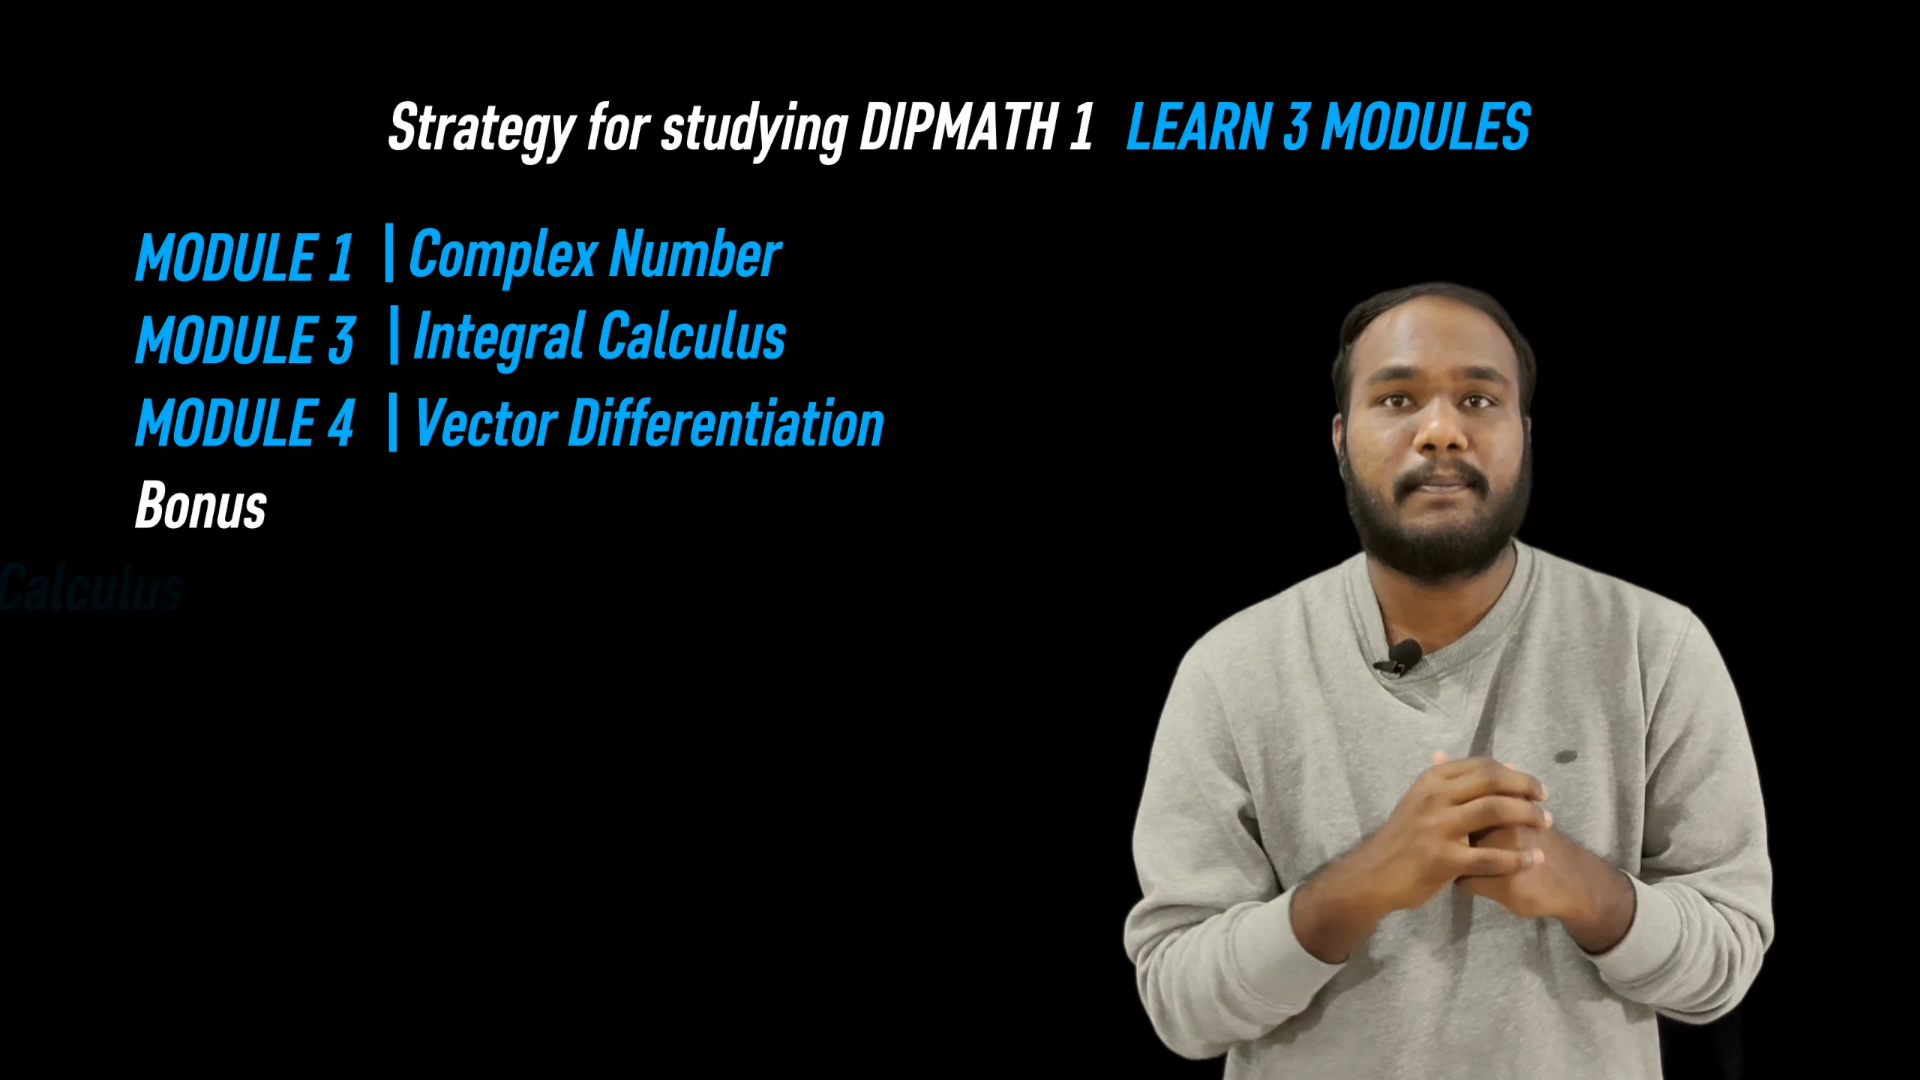 Strategy for studying DIPMATH 1 LEARN 3 MODULES
MODULE 1 | Complex Number
MODULE 3 | Integral Calculus
MODULE 4 | Vector Differentiation
Bonus
Calculus